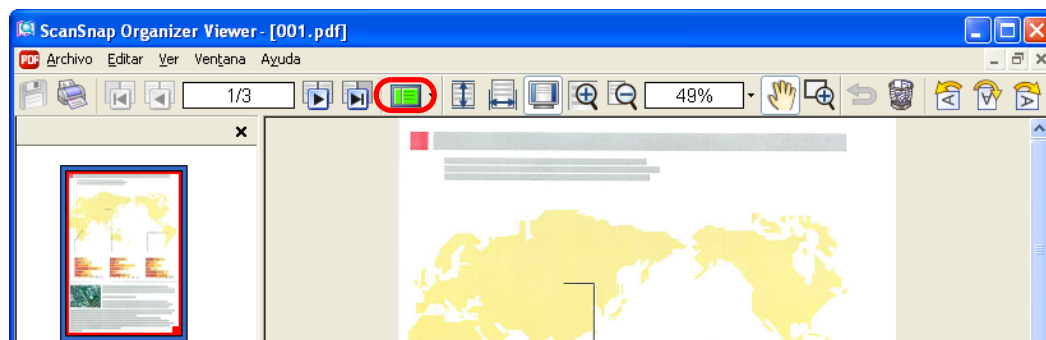 ScanSnap Organizer Viewer - [001.pdf]
PDF Archivo Editar Ver Ventana Ayuda
1/3 49%